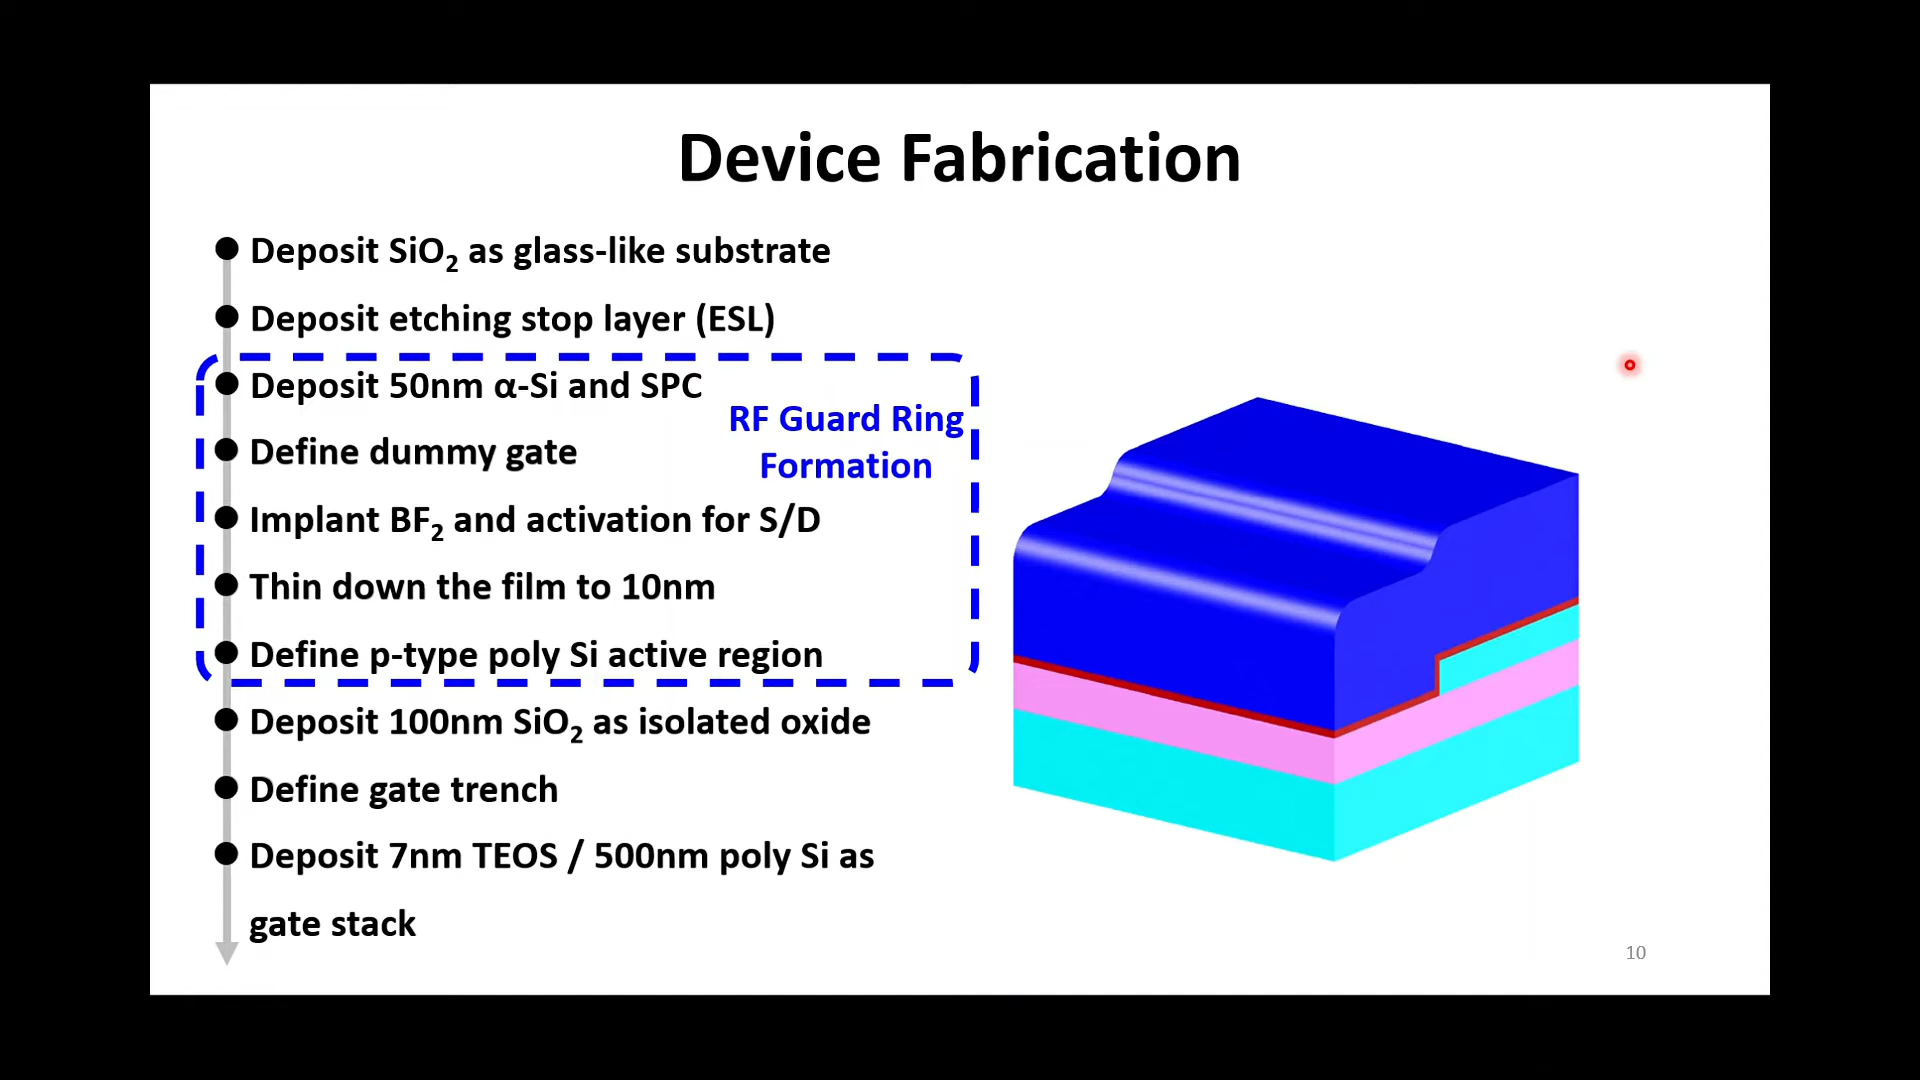 Device Fabrication
Deposit SiO₂ as glass-like substrate
Deposit etching stop layer (ESL)
Deposit 50nm α-Si and SPC
RF Guard Ring
Formation
Define dummy gate
Implant BF₂ and activation for S/D
Thin down the film to 10nm
Define p-type poly Si active region
Deposit 100nm SiO₂ as isolated oxide
Define gate trench
Deposit 7nm TEOS / 500nm poly Si as
gate stack
10